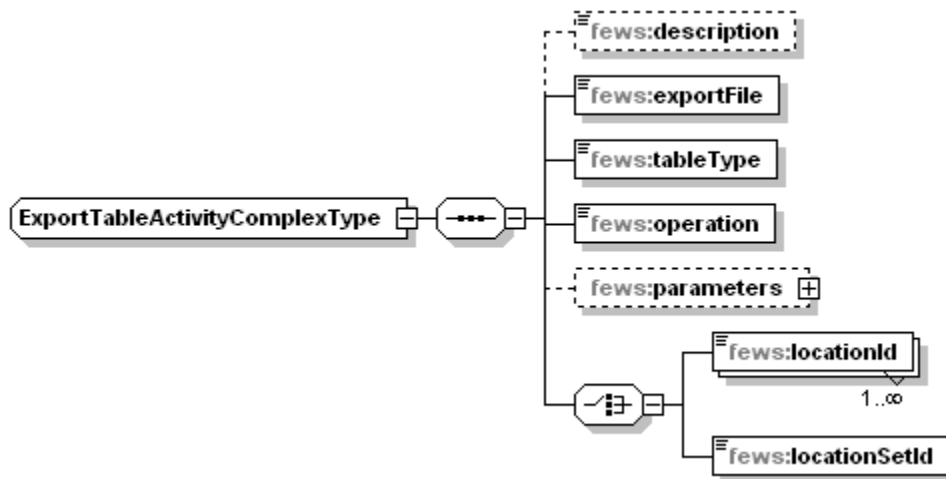 fews:description
fews:exportFile
fews:tableType
ExportTableActivityComplexType
fews:operation
fews:parameters
fews:locationId
1..∞
fews:locationSetId